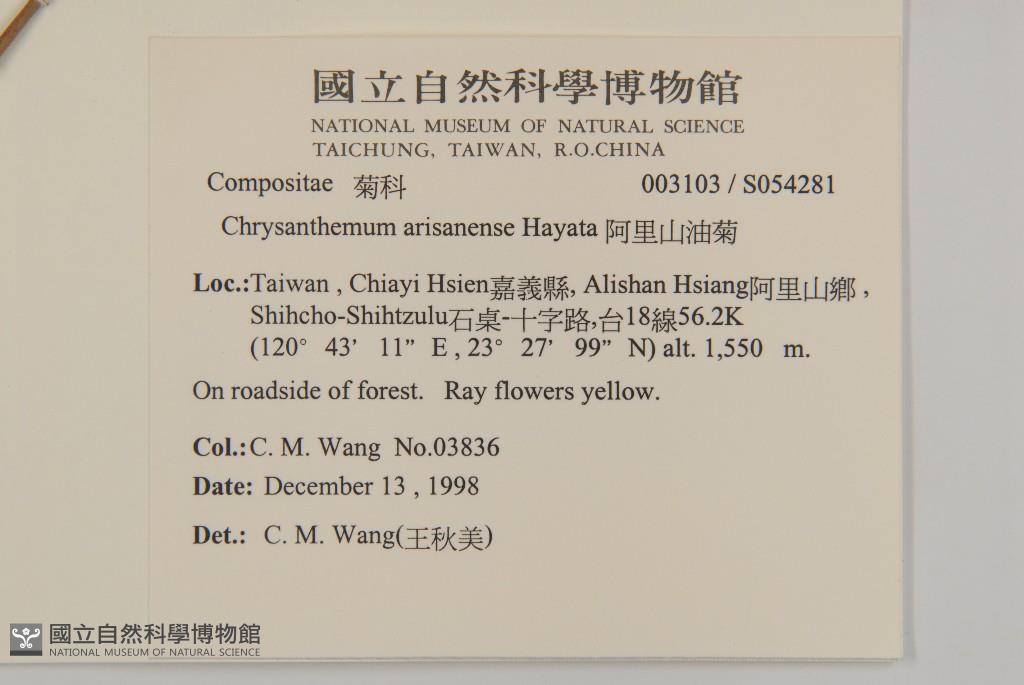 國立自然科學博物館
NATIONAL MUSEUM OF NATURAL SCIENCE
TAICHUNG, TAIWAN, R.O.CHINA
Compositae 菊科 003103 / S054281
Chrysanthemum arisanense Hayata 阿里山油菊
Loc.:Taiwan , Chiayi Hsien嘉義縣, Alishan Hsiang阿里山鄉 ,
Shihcho-Shihtzulu石桌-十字路,台18線56.2K
(120° 43’ 11” E , 23° 27’ 99” N) alt. 1,550 m.
On roadside of forest. Ray flowers yellow.
Col.:C. M. Wang No.03836
Date: December 13 , 1998
Det.: C. M. Wang(王秋美)
國立自然科學博物館
NATIONAL MUSEUM OF NATURAL SCIENCE